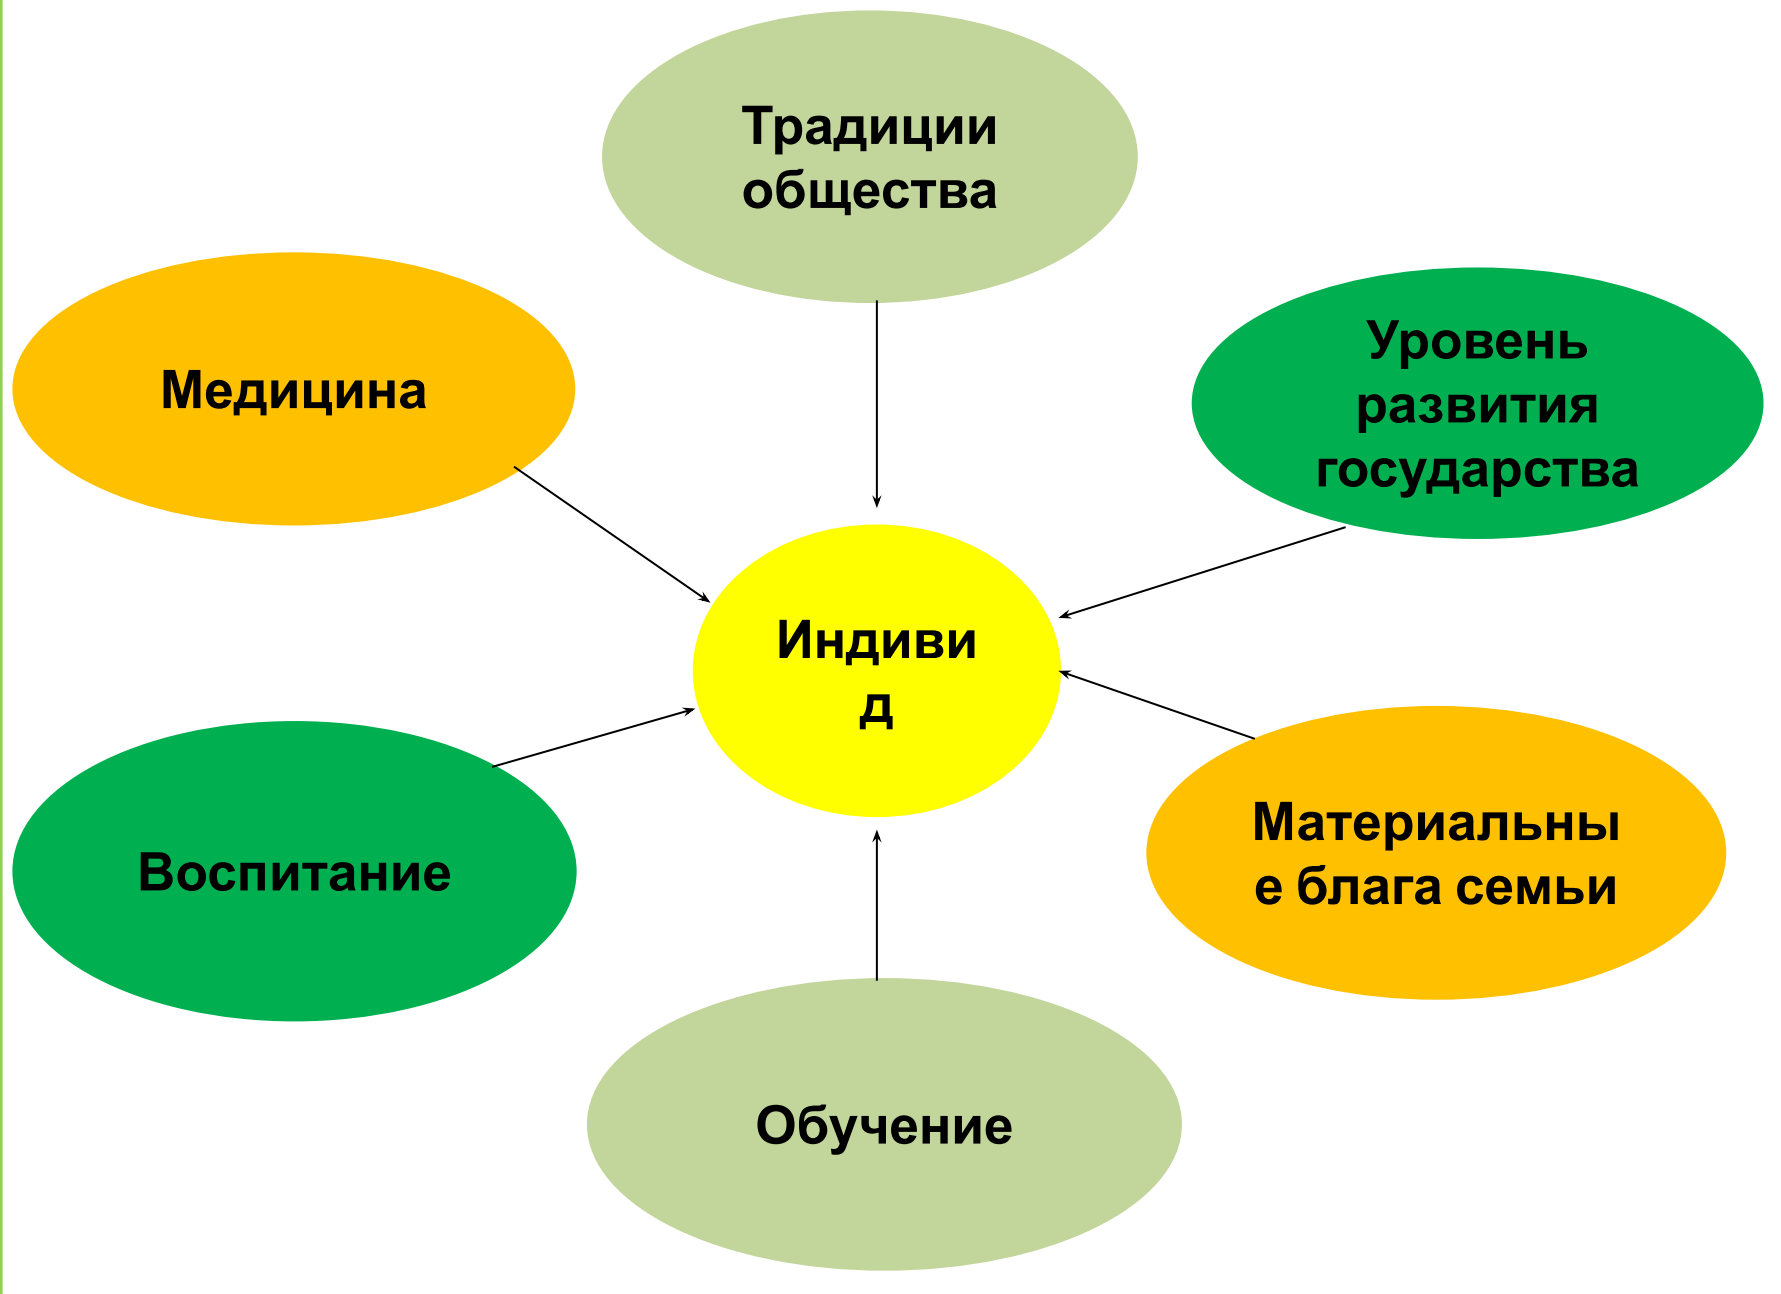 Традиции
общества
Медицина
Уровень
развития
государства
Индиви
д
Воспитание
Материальны
е блага семьи
Обучение